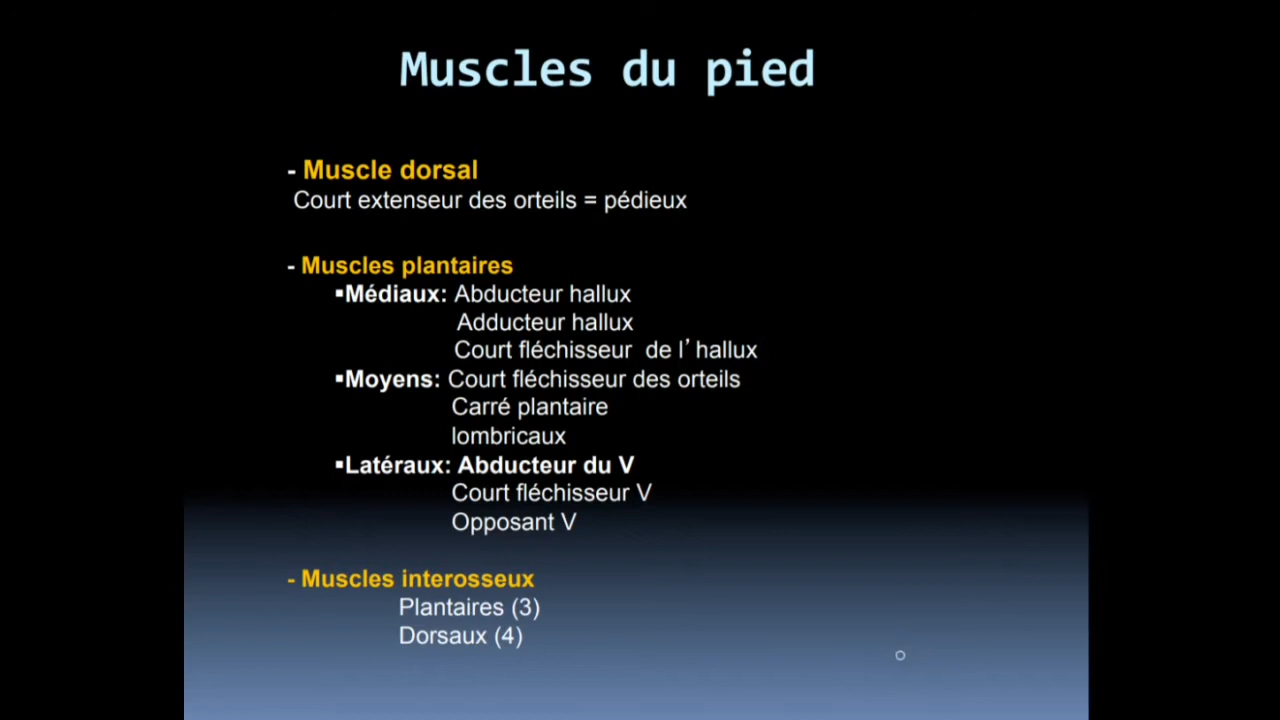 Muscles du pied
- Muscle dorsal
Court extenseur des orteils = pédieux
- Muscles plantaires
▪Médiaux: Abducteur hallux
Adducteur hallux
Court fléchisseur de l’hallux
▪Moyens: Court fléchisseur des orteils
Carré plantaire
lombricaux
▪Latéraux: Abducteur du V
Court fléchisseur V
Opposant V
- Muscles interosseux
Plantaires (3)
Dorsaux (4)